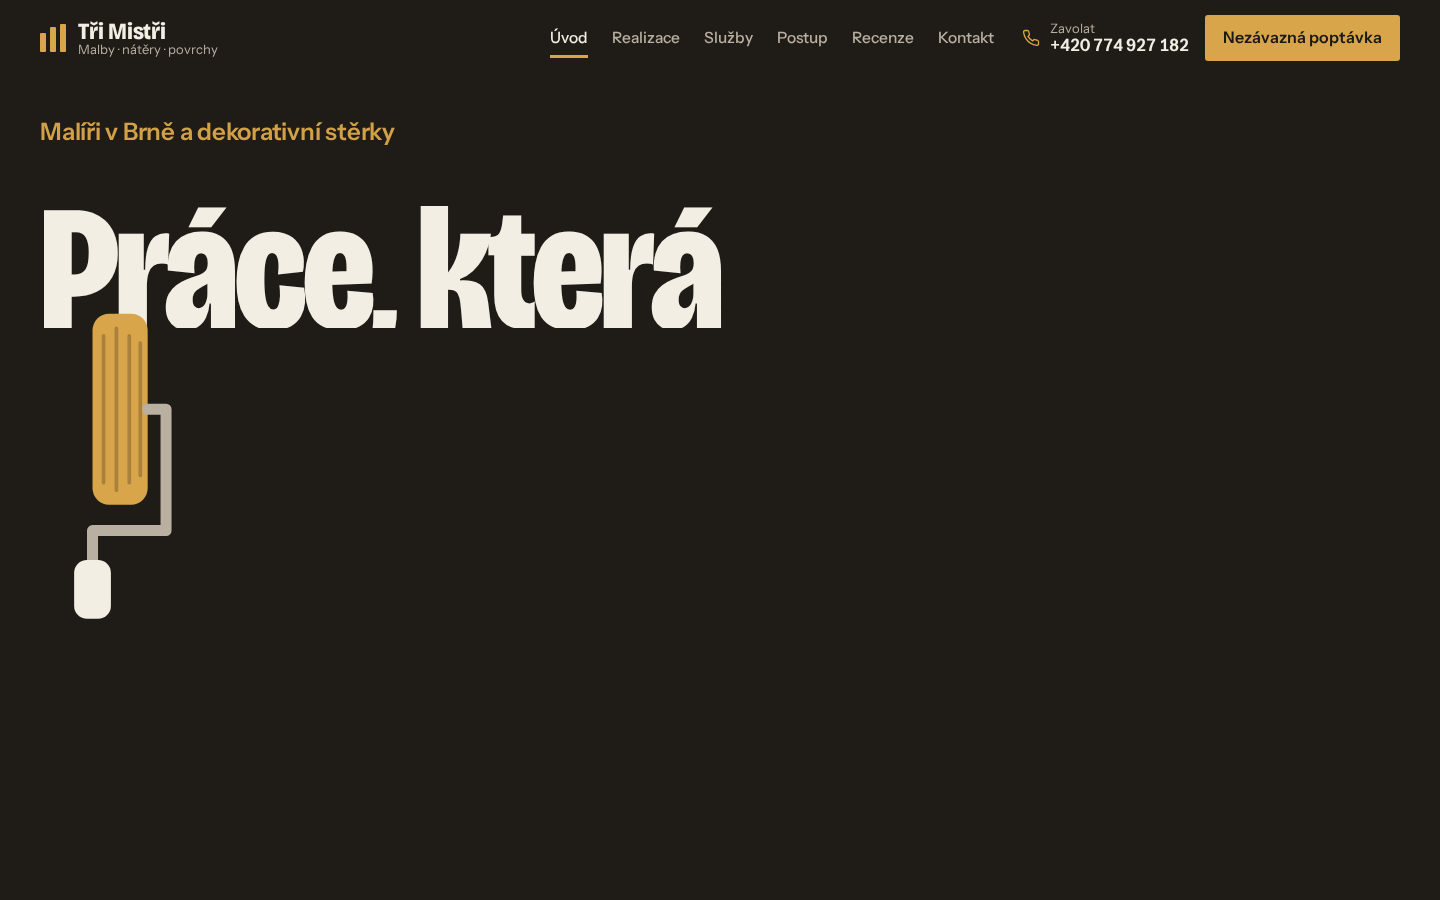 Tři Mistři
Malby · nátěry · povrchy
Úvod
Realizace
Služby
Postup
Recenze
Kontakt
Zavolat
+420 774 927 182
Nezávazná poptávka
Malíři v Brně a dekorativní stěrky
Práce, která